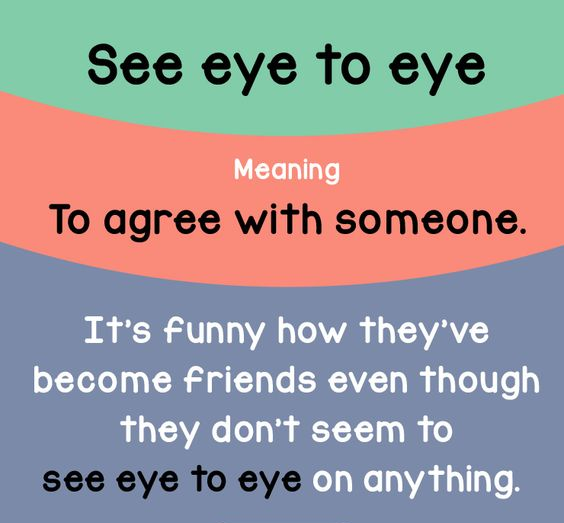 See eye to eye
Meaning
To agree with someone.
It's funny how they've
become friends even though
they don't seem to
see eye to eye on anything.